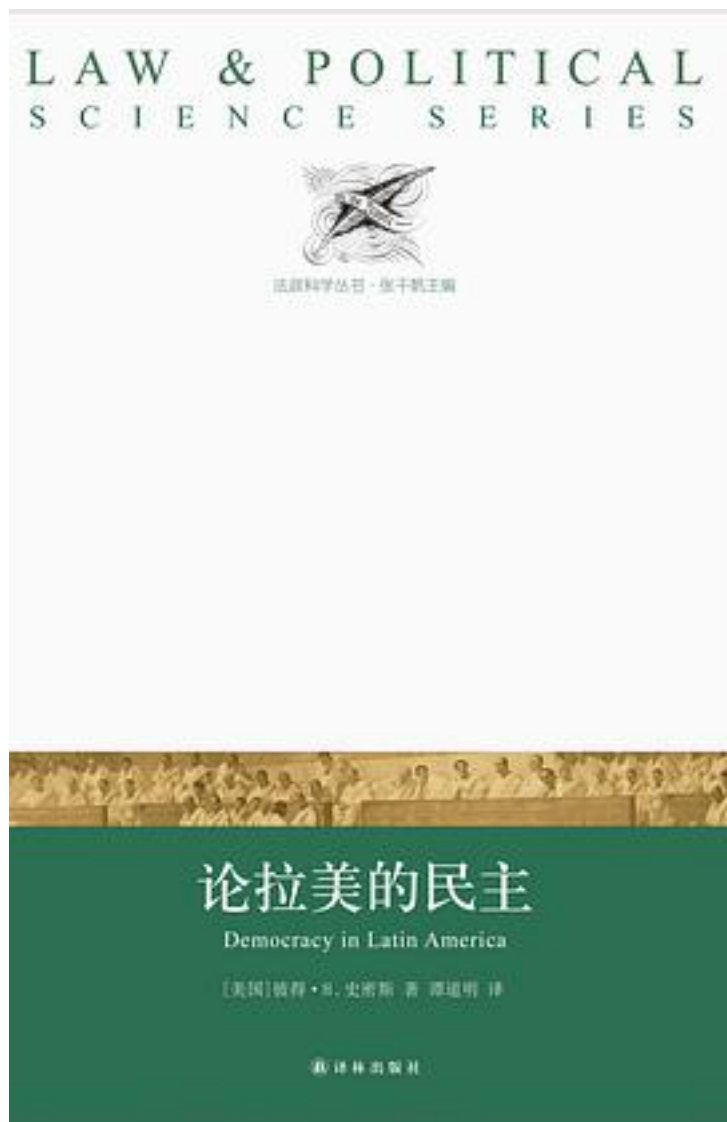 LAW & POLITICAL
SCIENCE SERIES
法政科学丛书·张千帆主编
论拉美的民主
Democracy in Latin America
[美国]彼得·H.史密斯 著 谭道明 译
译林出版社